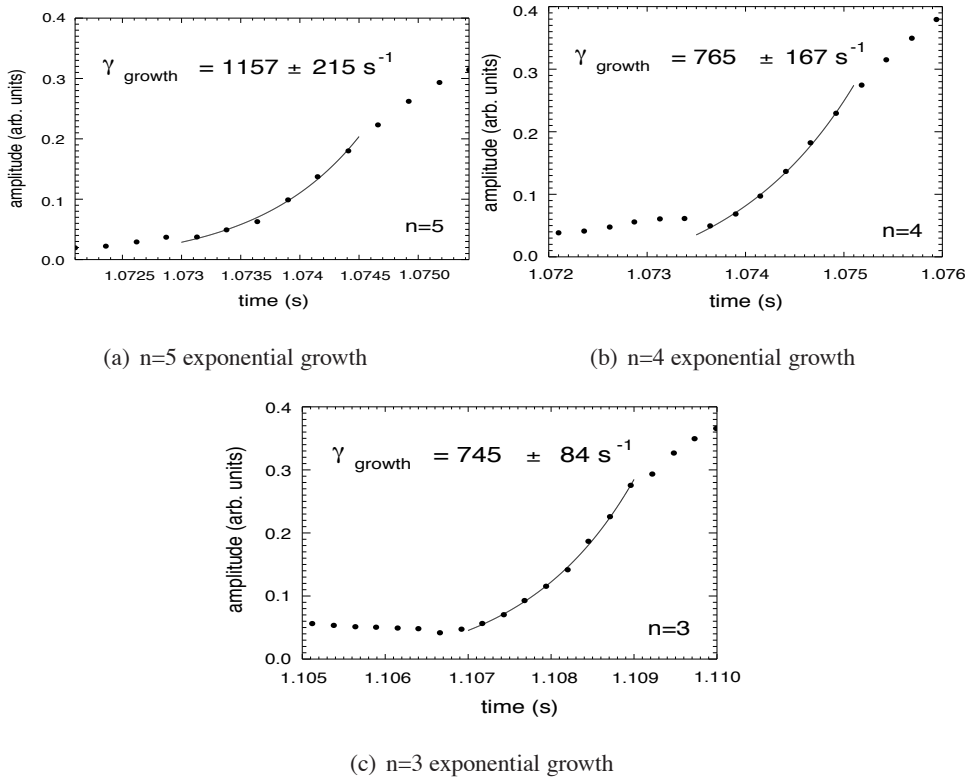 0.4
0.3
0.2
0.1
0.0
amplitude (arb. units)
γ growth = 1157 ± 215 s-1
n=5
1.0725 1.073 1.0735 1.074 1.0745 1.0750
time (s)
(a) n=5 exponential growth
0.4
0.3
0.2
0.1
0.0
amplitude (arb. units)
γ growth = 765 ± 167 s-1
n=4
1.072 1.073 1.074 1.075 1.076
time (s)
(b) n=4 exponential growth
0.4
0.3
0.2
0.1
0.0
amplitude (arb. units)
γ growth = 745 ± 84 s-1
n=3
1.105 1.106 1.107 1.108 1.109 1.110
time (s)
(c) n=3 exponential growth